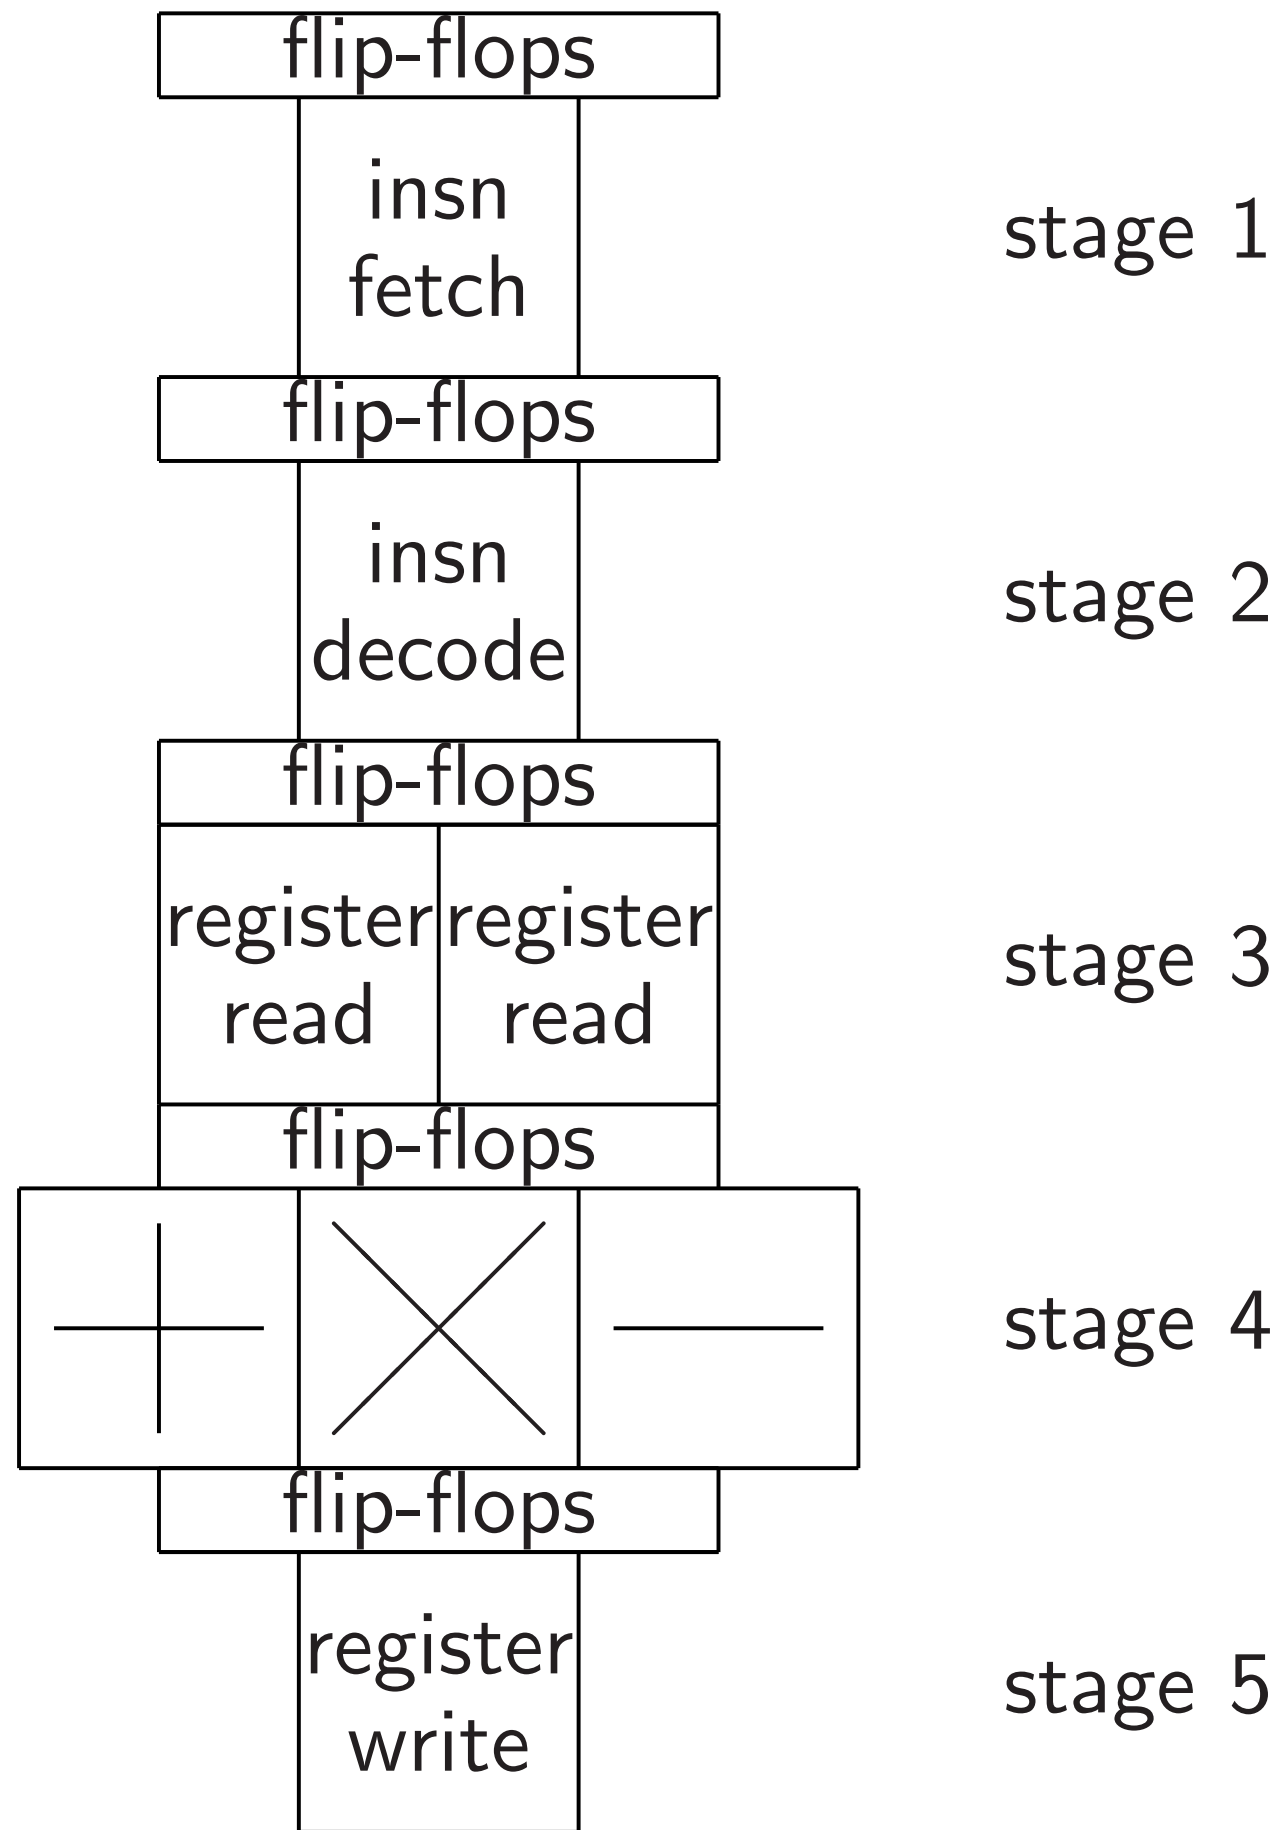 flip-flops
insn
fetch
stage 1
flip-flops
insn
decode
stage 2
flip-flops
register register
read read
stage 3
flip-flops
stage 4
flip-flops
register
write
stage 5